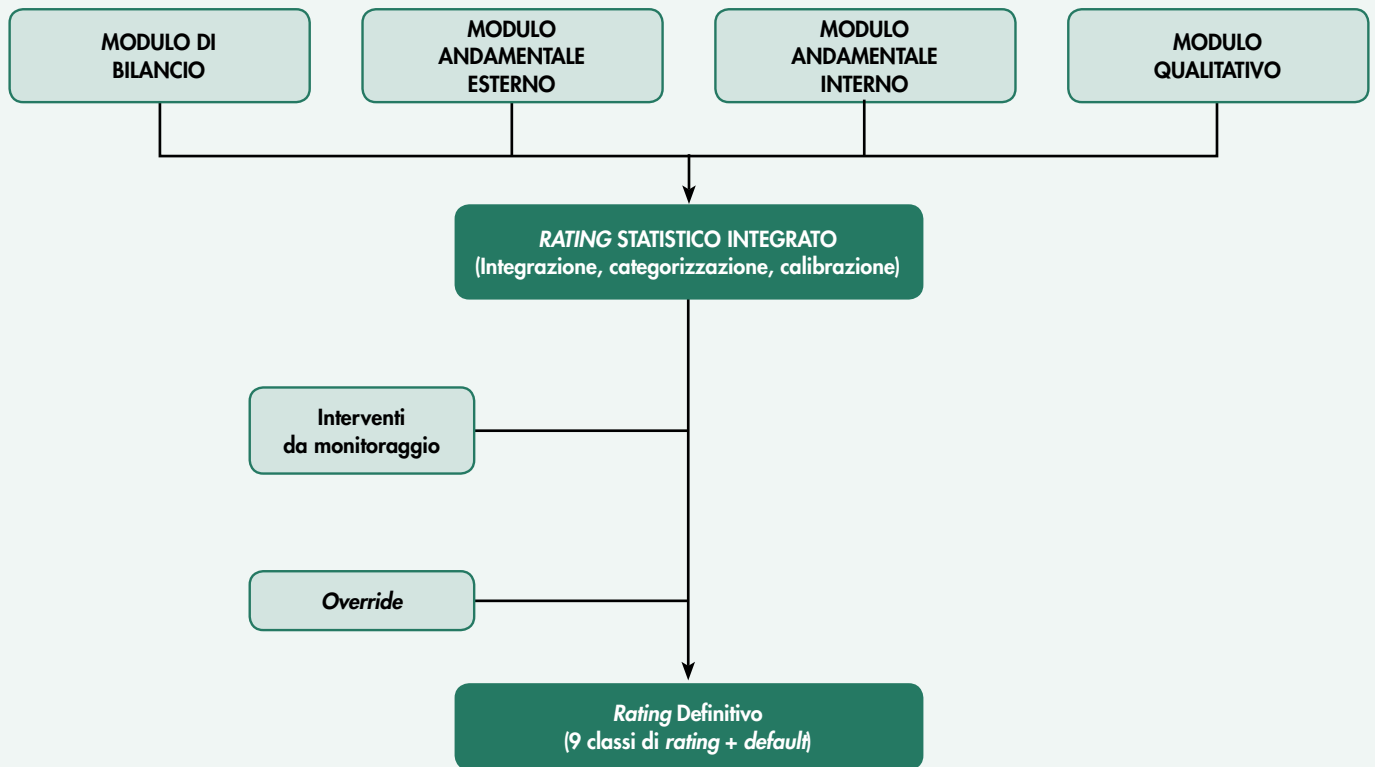 MODULO DI
BILANCIO
MODULO
ANDAMENTALE
ESTERNO
MODULO
ANDAMENTALE
INTERNO
MODULO
QUALITATIVO
RATING STATISTICO INTEGRATO
(Integrazione, categorizzazione, calibrazione)
Interventi
da monitoraggio
Override
Rating Definitivo
(9 classi di rating + default)